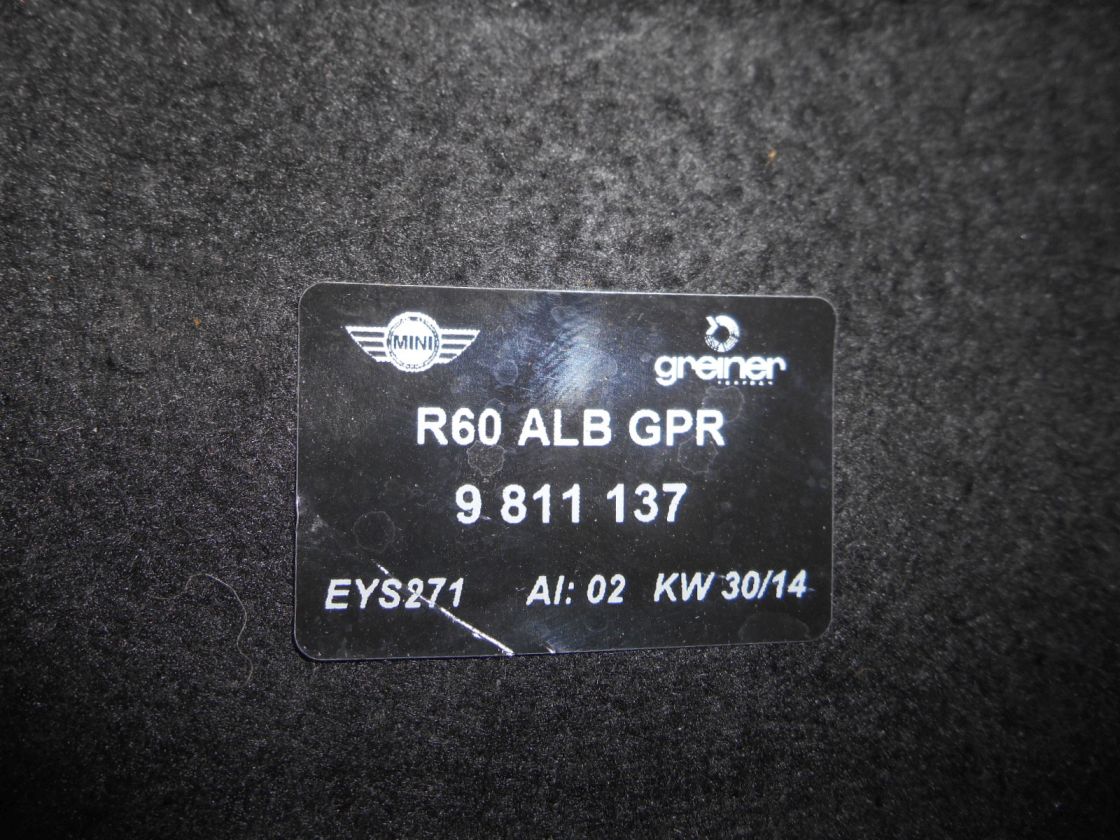 MINI
greiner
R60 ALB GPR
9 811 137
EYS271 AI: 02 KW 30/14